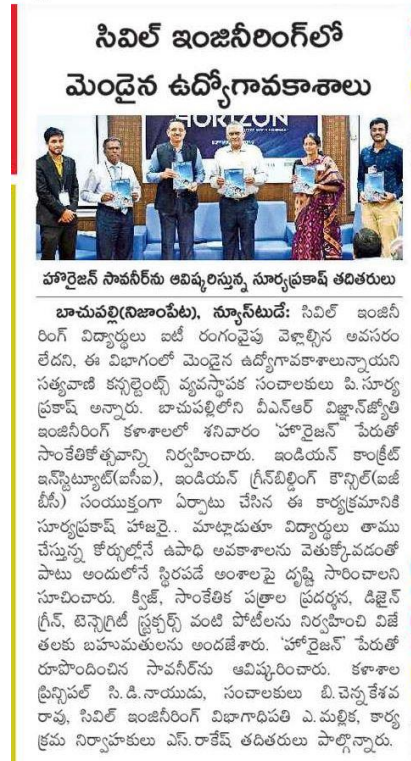 సివిల్ ఇంజినీరింగ్‌లో
మెండైన ఉద్యోగావకాశాలు
HORIZON
హొరైజన్ సావనీర్‌ను ఆవిష్కరిస్తున్న సూర్యప్రకాష్ తదితరులు
బాచుపల్లి(నిజాంపేట), న్యూస్‌టుడే: సివిల్ ఇంజినీ
రింగ్ విద్యార్థులు ఐటీ రంగంవైపు వెళ్లాల్సిన అవసరం
లేదని, ఈ విభాగంలో మెండైన ఉద్యోగావకాశాలున్నాయని
సత్యవాణి కన్సల్టెంట్స్ వ్యవస్థాపక సంచాలకులు పి.సూర్య
ప్రకాష్ అన్నారు. బాచుపల్లిలోని వీఎన్ఆర్ విజ్ఞానజ్యోతి
ఇంజినీరింగ్ కళాశాలలో శనివారం 'హొరైజన్' పేరుతో
సాంకేతికోత్సవాన్ని నిర్వహించారు. ఇండియన్ కాంక్రీట్
ఇన్‌స్టిట్యూట్(ఐసీఐ), ఇండియన్ గ్రీన్‌బిల్డింగ్ కౌన్సిల్(ఐజీ
బీసీ) సంయుక్తంగా ఏర్పాటు చేసిన ఈ కార్యక్రమానికి
సూర్యప్రకాష్ హాజరై.. మాట్లాడుతూ విద్యార్థులు తాము
చేస్తున్న కోర్సుల్లోనే ఉపాధి అవకాశాలను వెతుక్కోవడంతో
పాటు అందులోనే స్థిరపడే అంశాలపై దృష్టి సారించాలని
సూచించారు. క్విజ్, సాంకేతిక పత్రాల ప్రదర్శన, డిజైన్
గ్రీన్, టెన్సెగ్రిటీ స్ట్రక్చర్స్ వంటి పోటీలను నిర్వహించి విజే
తలకు బహుమతులను అందజేశారు. 'హొరైజన్' పేరుతో
రూపొందించిన సావనీర్‌ను ఆవిష్కరించారు. కళాశాల
ప్రిన్సిపల్ సి.డి.నాయుడు, సంచాలకులు బి.చెన్నకేశవ
రావు, సివిల్ ఇంజినీరింగ్ విభాగాధిపతి ఎ.మల్లిక, కార్య
క్రమ నిర్వాహకులు ఎస్.రాకేష్ తదితరులు పాల్గొన్నారు.